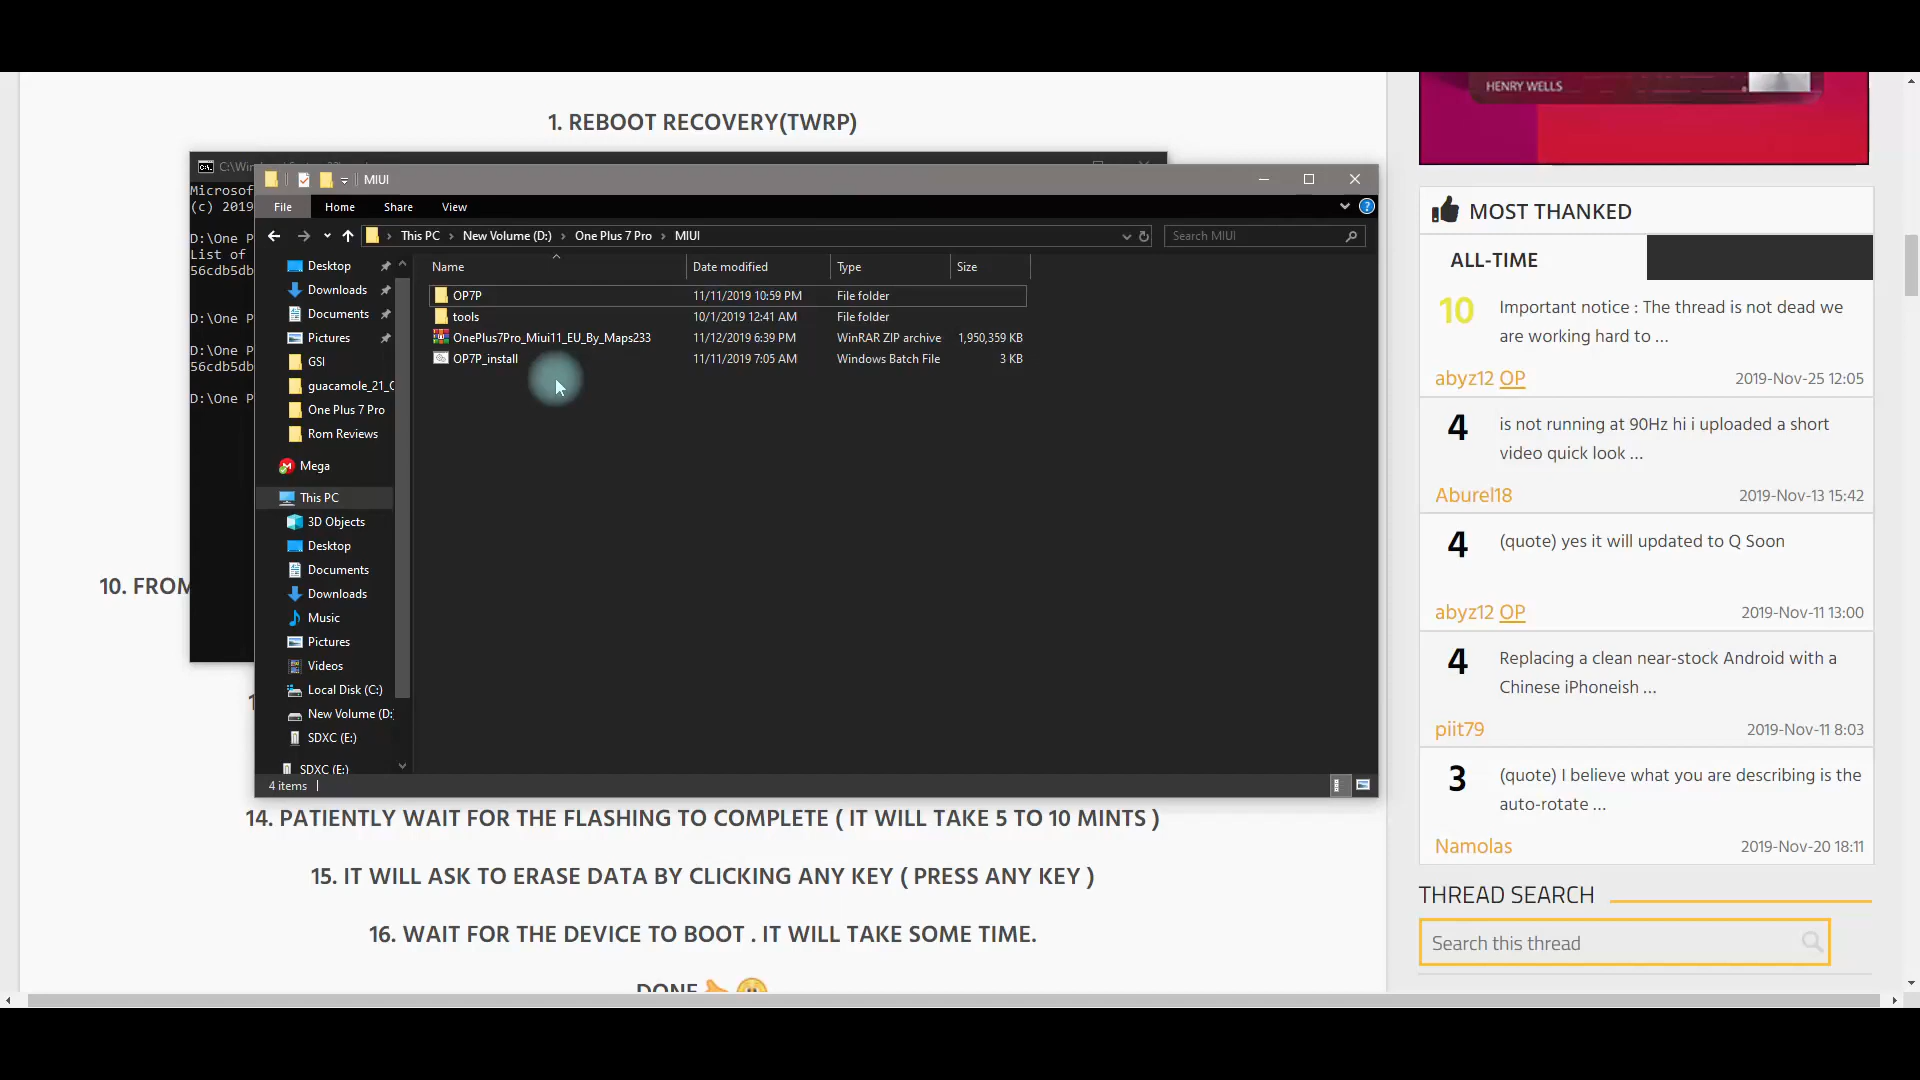 HENRY WELLS
1. REBOOT RECOVERY(TWRP)
C:\Win
Microsof
(c) 2019
D:\One P
List of
56cdb5db
D:\One P
D:\One P
56cdb5db
D:\One P
MIUI
File Home Share View
This PC > New Volume (D:) > One Plus 7 Pro > MIUI
Search MIUI
Name Date modified Type Size
OP7P 11/11/2019 10:59 PM File folder
tools 10/1/2019 12:41 AM File folder
OnePlus7Pro_Miui11_EU_By_Maps233 11/12/2019 6:39 PM WinRAR ZIP archive 1,950,359 KB
OP7P_install 11/11/2019 7:05 AM Windows Batch File 3 KB
Desktop
Downloads
Documents
Pictures
GSI
guacamole_21_C
One Plus 7 Pro
Rom Reviews
Mega
This PC
3D Objects
Desktop
Documents
Downloads
Music
Pictures
Videos
Local Disk (C:)
New Volume (D:
SDXC (E:)
SDXC (E:)
4 items
10. FROM
14. PATIENTLY WAIT FOR THE FLASHING TO COMPLETE ( IT WILL TAKE 5 TO 10 MINTS )
15. IT WILL ASK TO ERASE DATA BY CLICKING ANY KEY ( PRESS ANY KEY )
16. WAIT FOR THE DEVICE TO BOOT . IT WILL TAKE SOME TIME.
DONE
MOST THANKED
ALL-TIME
10 Important notice : The thread is not dead we
are working hard to ...
abyz12 OP 2019-Nov-25 12:05
4 is not running at 90Hz hi i uploaded a short
video quick look ...
Aburel18 2019-Nov-13 15:42
4 (quote) yes it will updated to Q Soon
abyz12 OP 2019-Nov-11 13:00
4 Replacing a clean near-stock Android with a
Chinese iPhoneish ...
piit79 2019-Nov-11 8:03
3 (quote) I believe what you are describing is the
auto-rotate ...
Namolas 2019-Nov-20 18:11
THREAD SEARCH
Search this thread